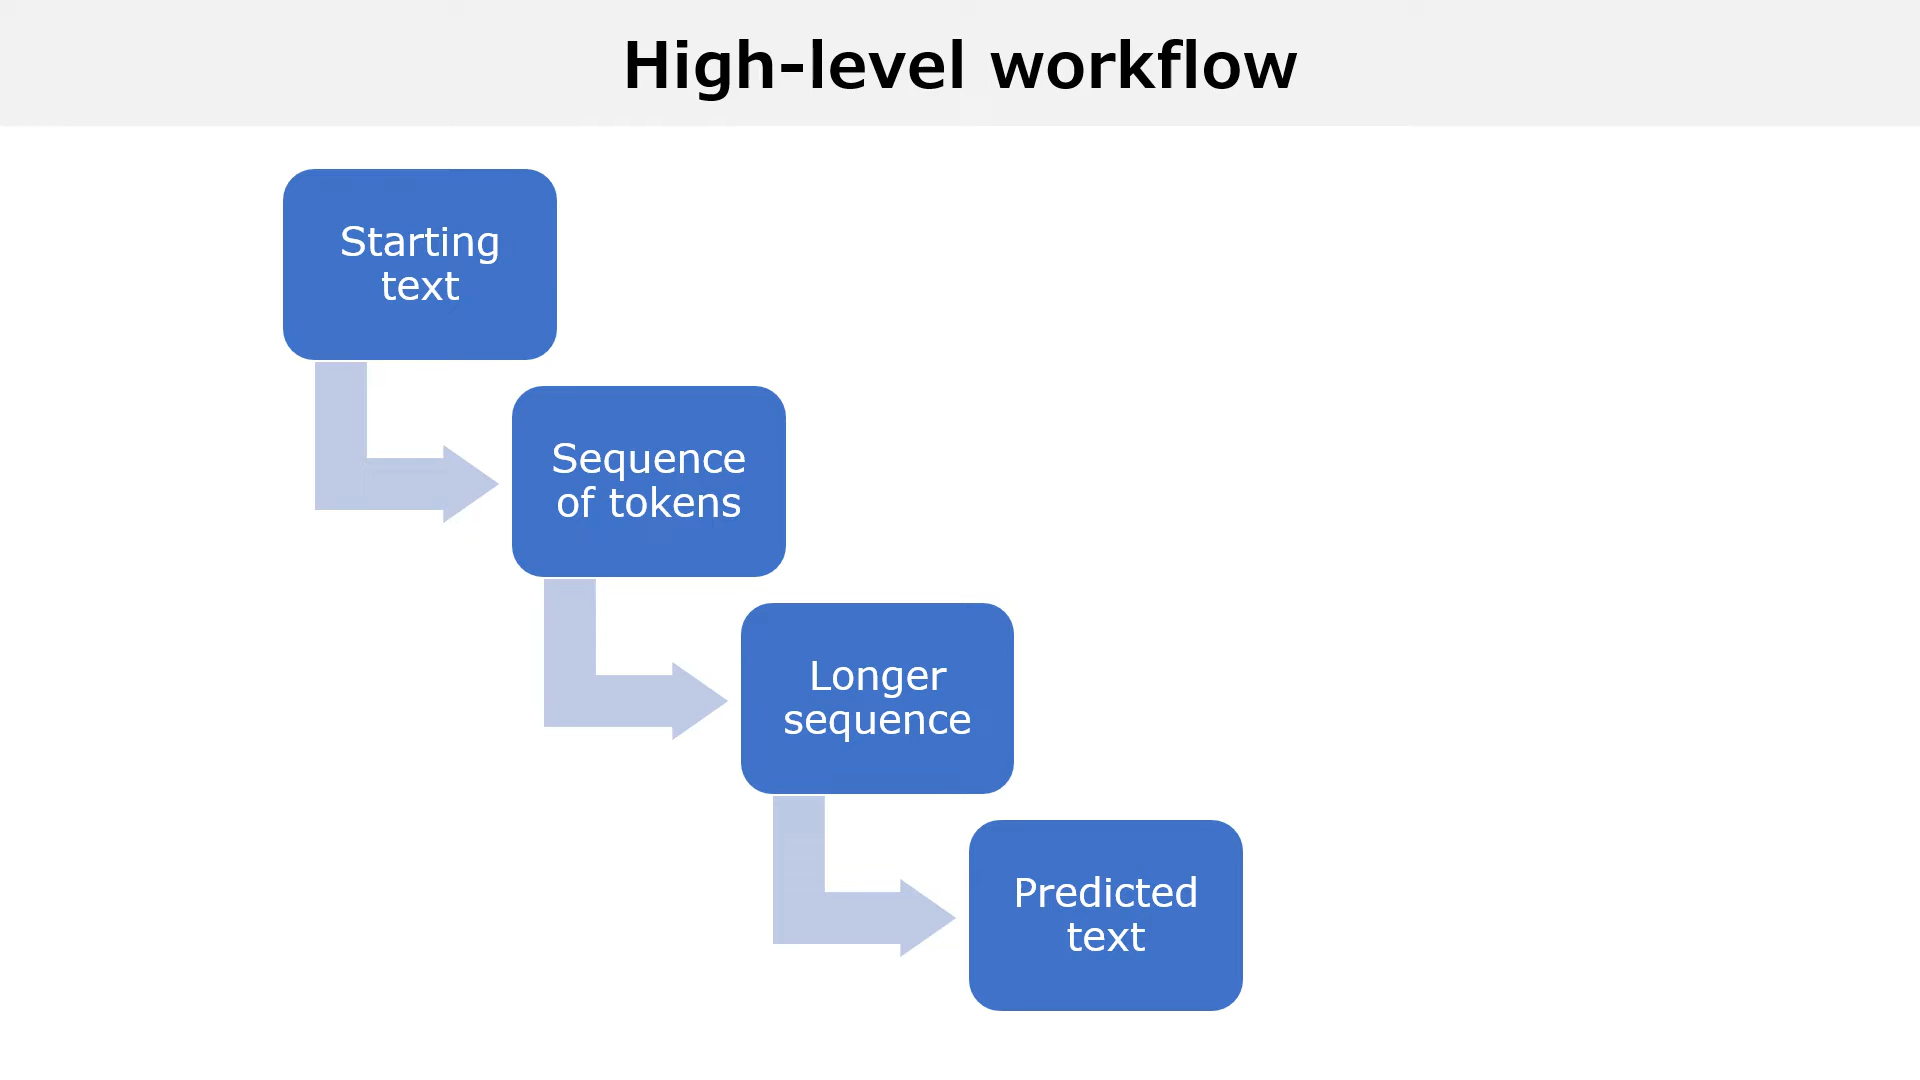 High-level workflow
Starting
text
Sequence
of tokens
Longer
sequence
Predicted
text